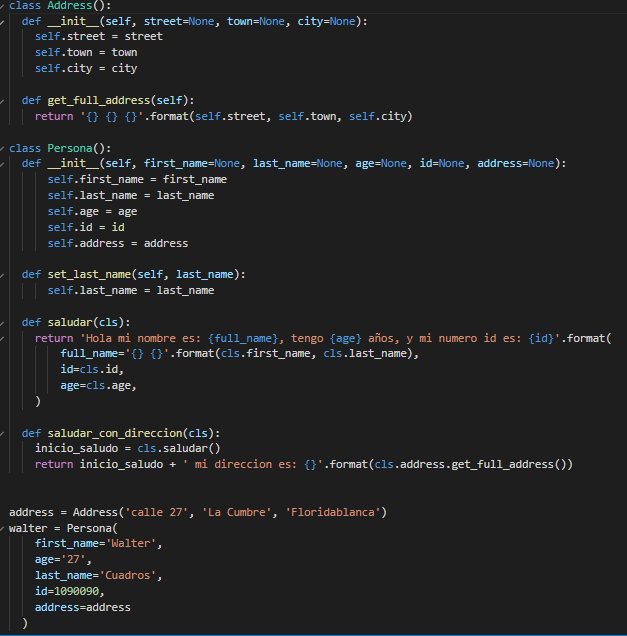 class Address():
  def __init__(self, street=None, town=None, city=None):
    self.street = street
    self.town = town
    self.city = city

  def get_full_address(self):
    return '{} {} {}'.format(self.street, self.town, self.city)

class Persona():
  def __init__(self, first_name=None, last_name=None, age=None, id=None, address=None):
      self.first_name = first_name
      self.last_name = last_name
      self.age = age
      self.id = id
      self.address = address

  def set_last_name(self, last_name):
      self.last_name = last_name

  def saludar(cls):
    return 'Hola mi nombre es: {full_name}, tengo {age} años, y mi numero id es: {id}'.format(
        full_name='{} {}'.format(cls.first_name, cls.last_name),
        id=cls.id,
        age=cls.age,
    )

  def saludar_con_direccion(cls):
    inicio_saludo = cls.saludar()
    return inicio_saludo + ' mi direccion es: {}'.format(cls.address.get_full_address())


address = Address('calle 27', 'La Cumbre', 'Floridablanca')
walter = Persona(
    first_name='Walter',
    age='27',
    last_name='Cuadros',
    id=1090090,
    address=address
  )